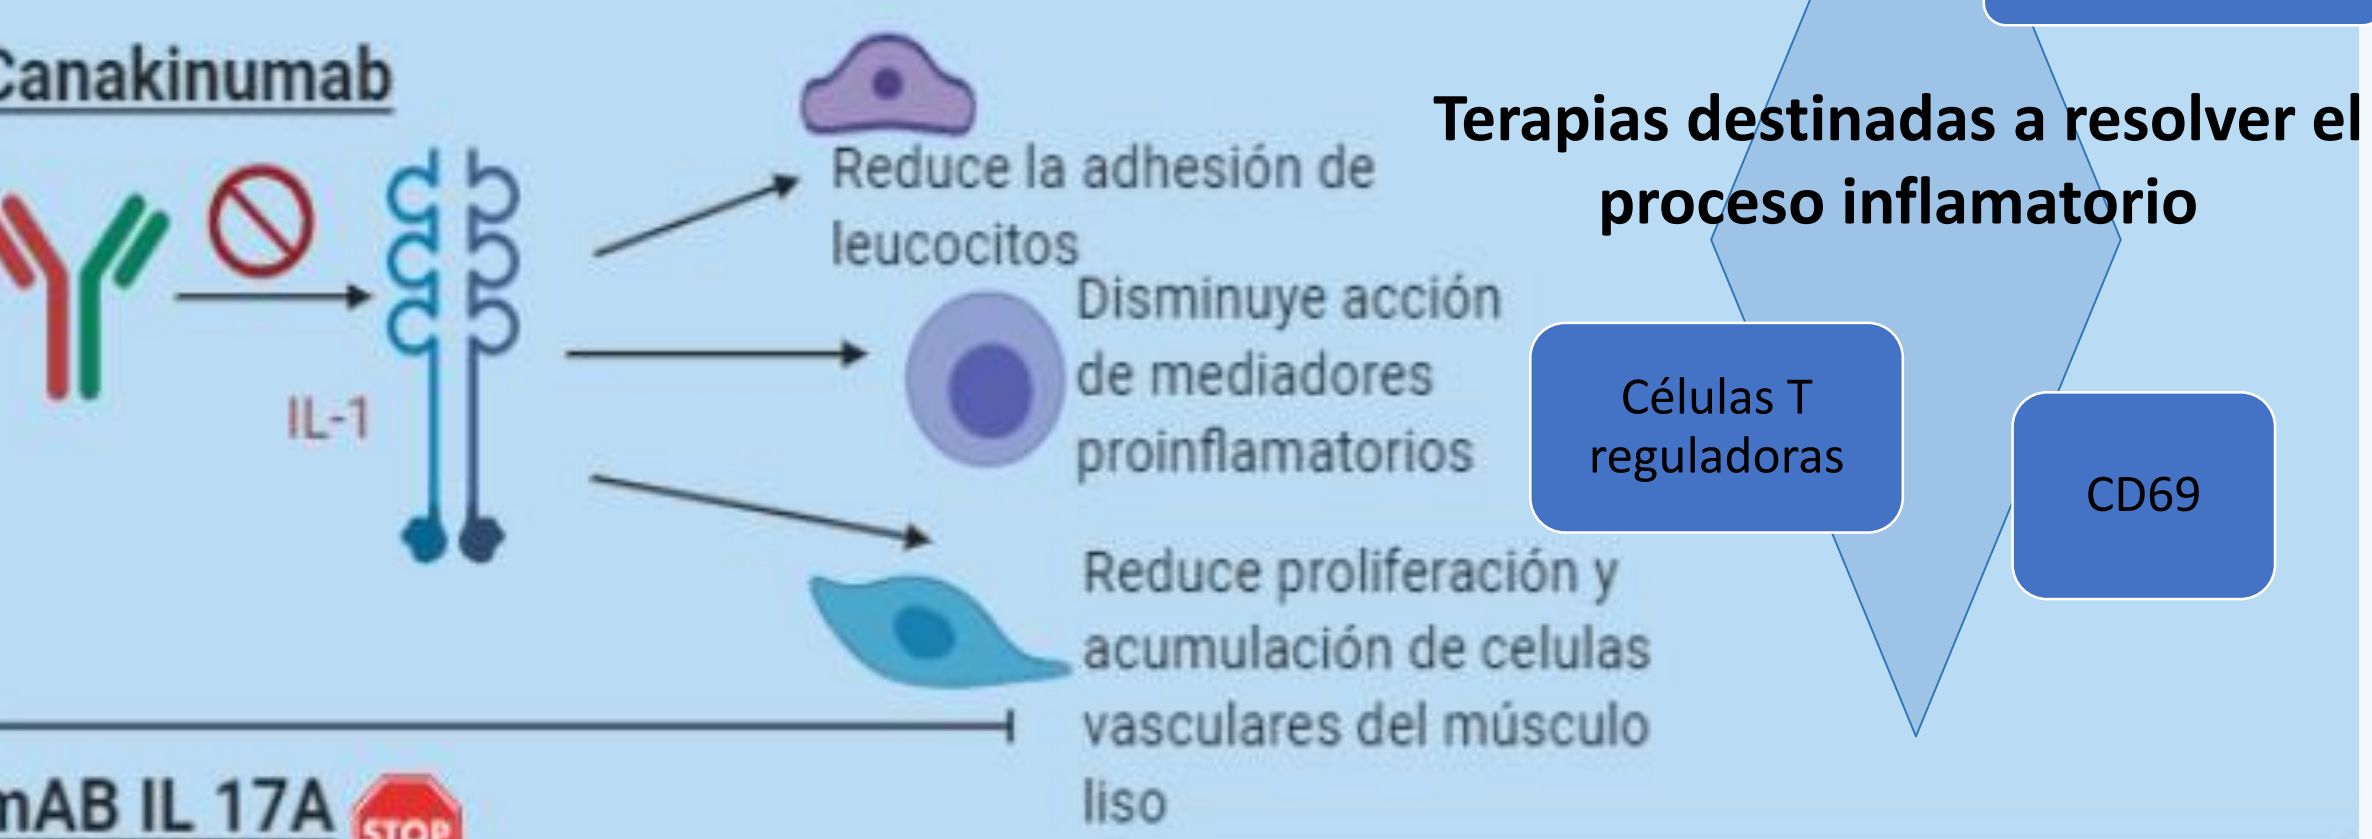 Canakinumab
IL-1
Reduce la adhesión de
leucocitos
Disminuye acción
de mediadores
proinflamatorios
Reduce proliferación y
acumulación de celulas
vasculares del músculo
liso
mAB IL 17A
STOP
Terapias destinadas a resolver el
proceso inflamatorio
Células T
reguladoras
CD69